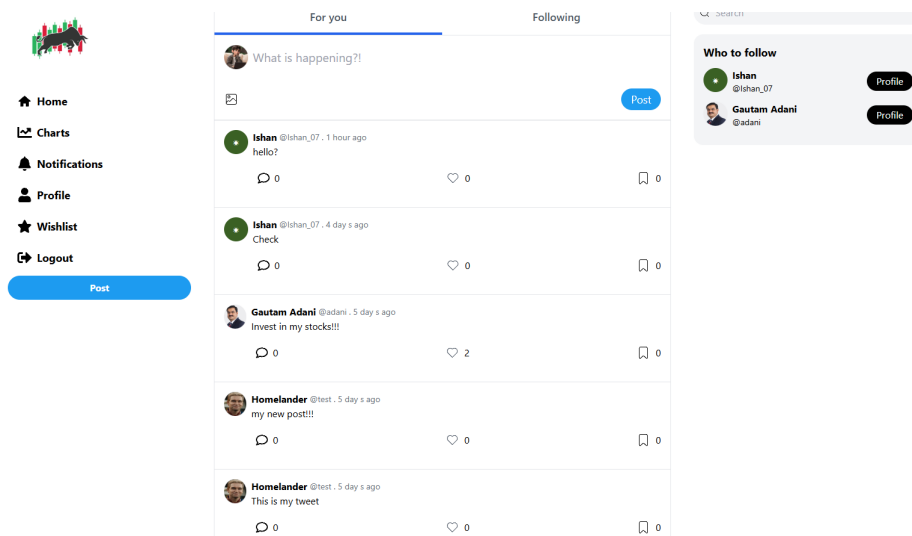 Home
Charts
Notifications
Profile
Wishlist
Logout
Post
For you
Following
What is happening?!
Post
Ishan @Ishan_07 . 1 hour ago
hello?
0
0
0
Ishan @Ishan_07 . 4 day s ago
Check
0
0
0
Gautam Adani @adani . 5 day s ago
Invest in my stocks!!!
0
2
0
Homelander @test . 5 day s ago
my new post!!!
0
0
0
Homelander @test . 5 day s ago
This is my tweet
0
0
0
Search
Who to follow
Ishan
@Ishan_07
Profile
Gautam Adani
@adani
Profile